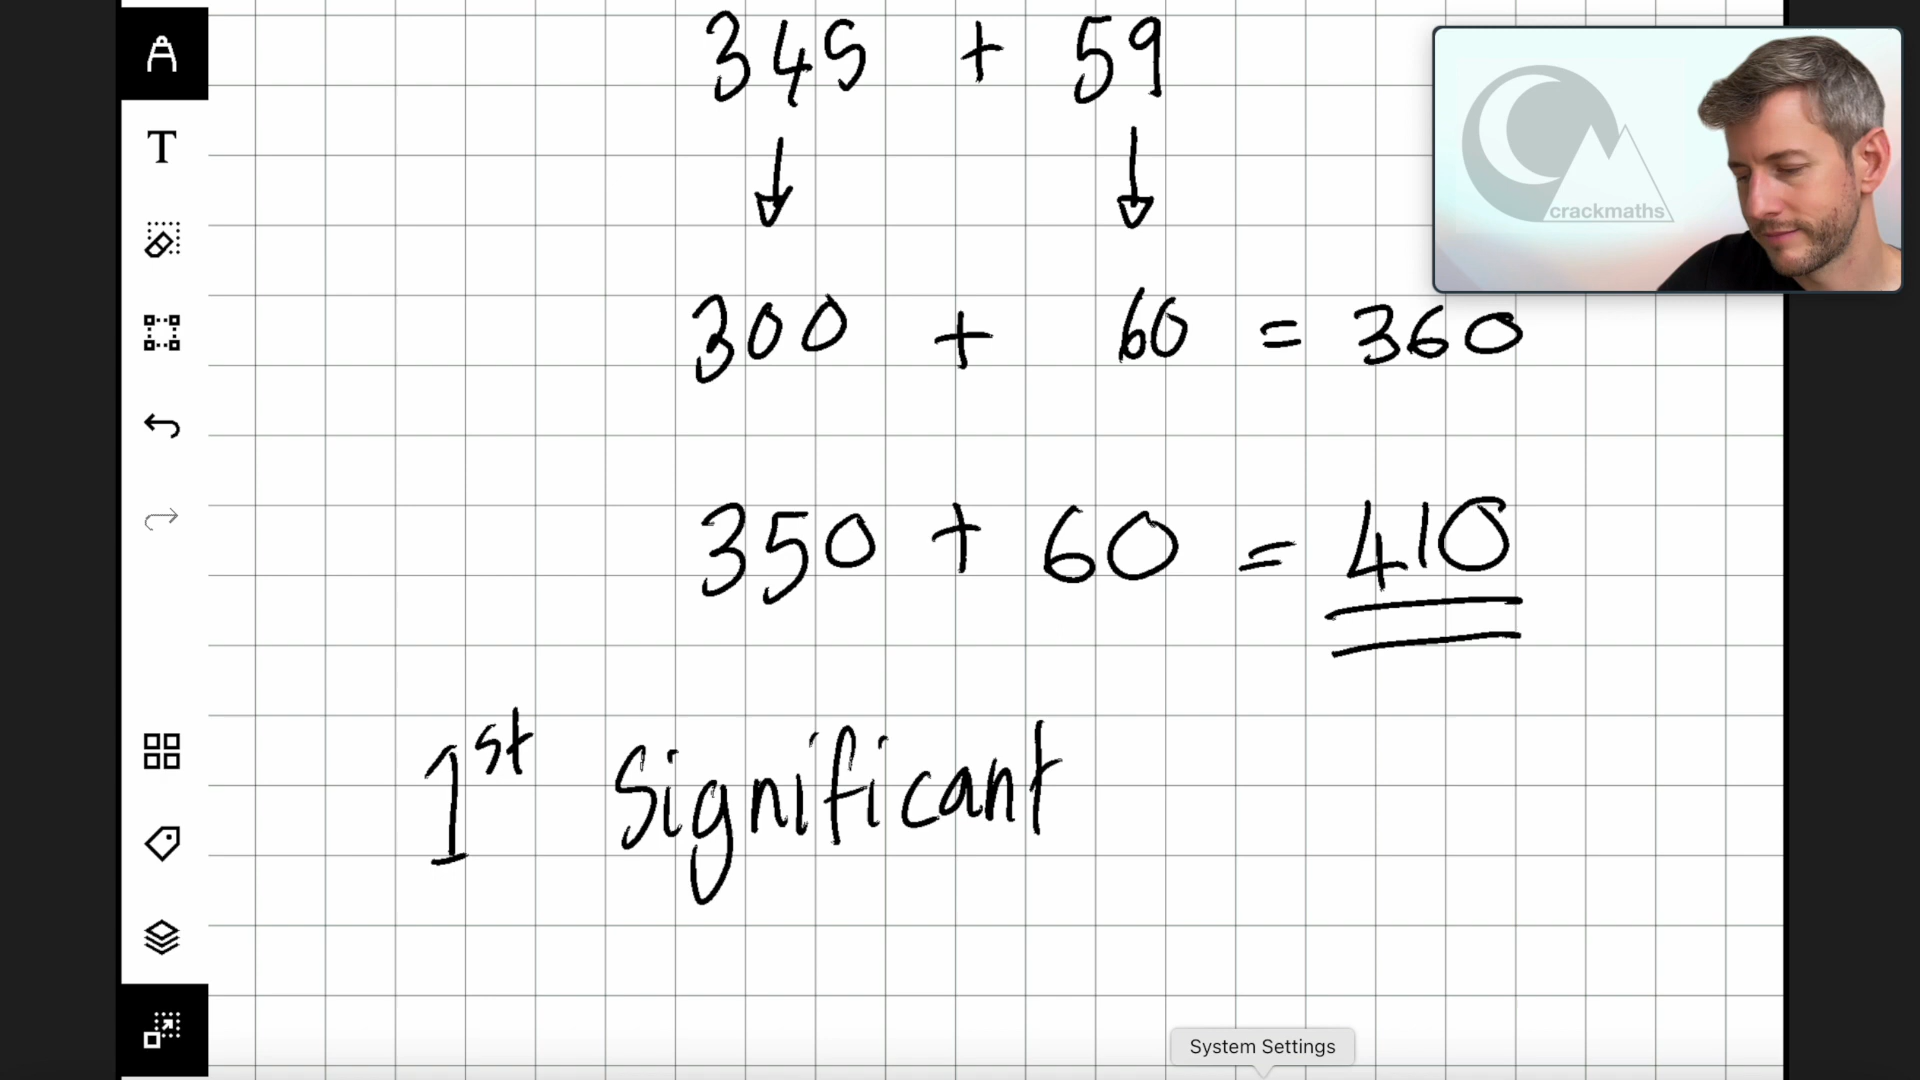 345 + 59
T
crackmaths
300 + 60 = 360
350 + 60 = 410
1st Significant
System Settings